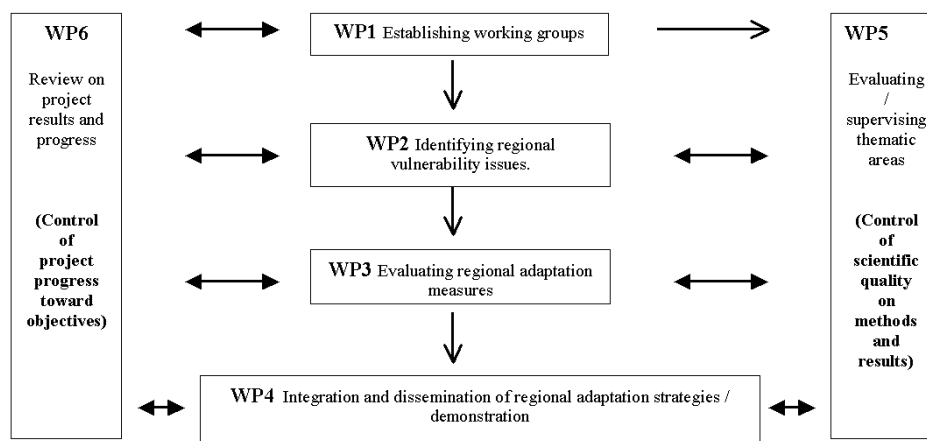 WP6
Review on
project
results and
progress
(Control
of
project
progress
toward
objectives)
WP1 Establishing working groups
WP2 Identifying regional
vulnerability issues.
WP3 Evaluating regional adaptation
measures
WP4 Integration and dissemination of regional adaptation strategies /
demonstration
WP5
Evaluating
/
supervising
thematic
areas
(Control
of
scientific
quality
on
methods
and
results)